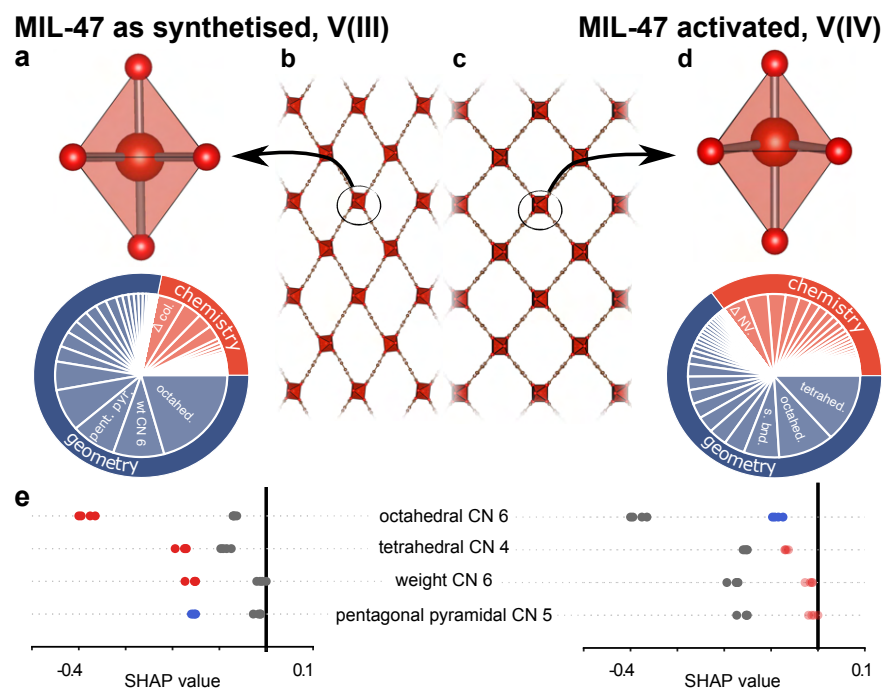 MIL-47 as synthetised, V(III)
MIL-47 activated, V(IV)
a
b
c
d
chemistry
geometry
Δ col.
octahed.
wt CN 6
pent. pyr.
chemistry
geometry
Δ NV
tetrahed.
octahed.
s. bnd.
e
octahedral CN 6
tetrahedral CN 4
weight CN 6
pentagonal pyramidal CN 5
-0.4
0.1
SHAP value
-0.4
0.1
SHAP value